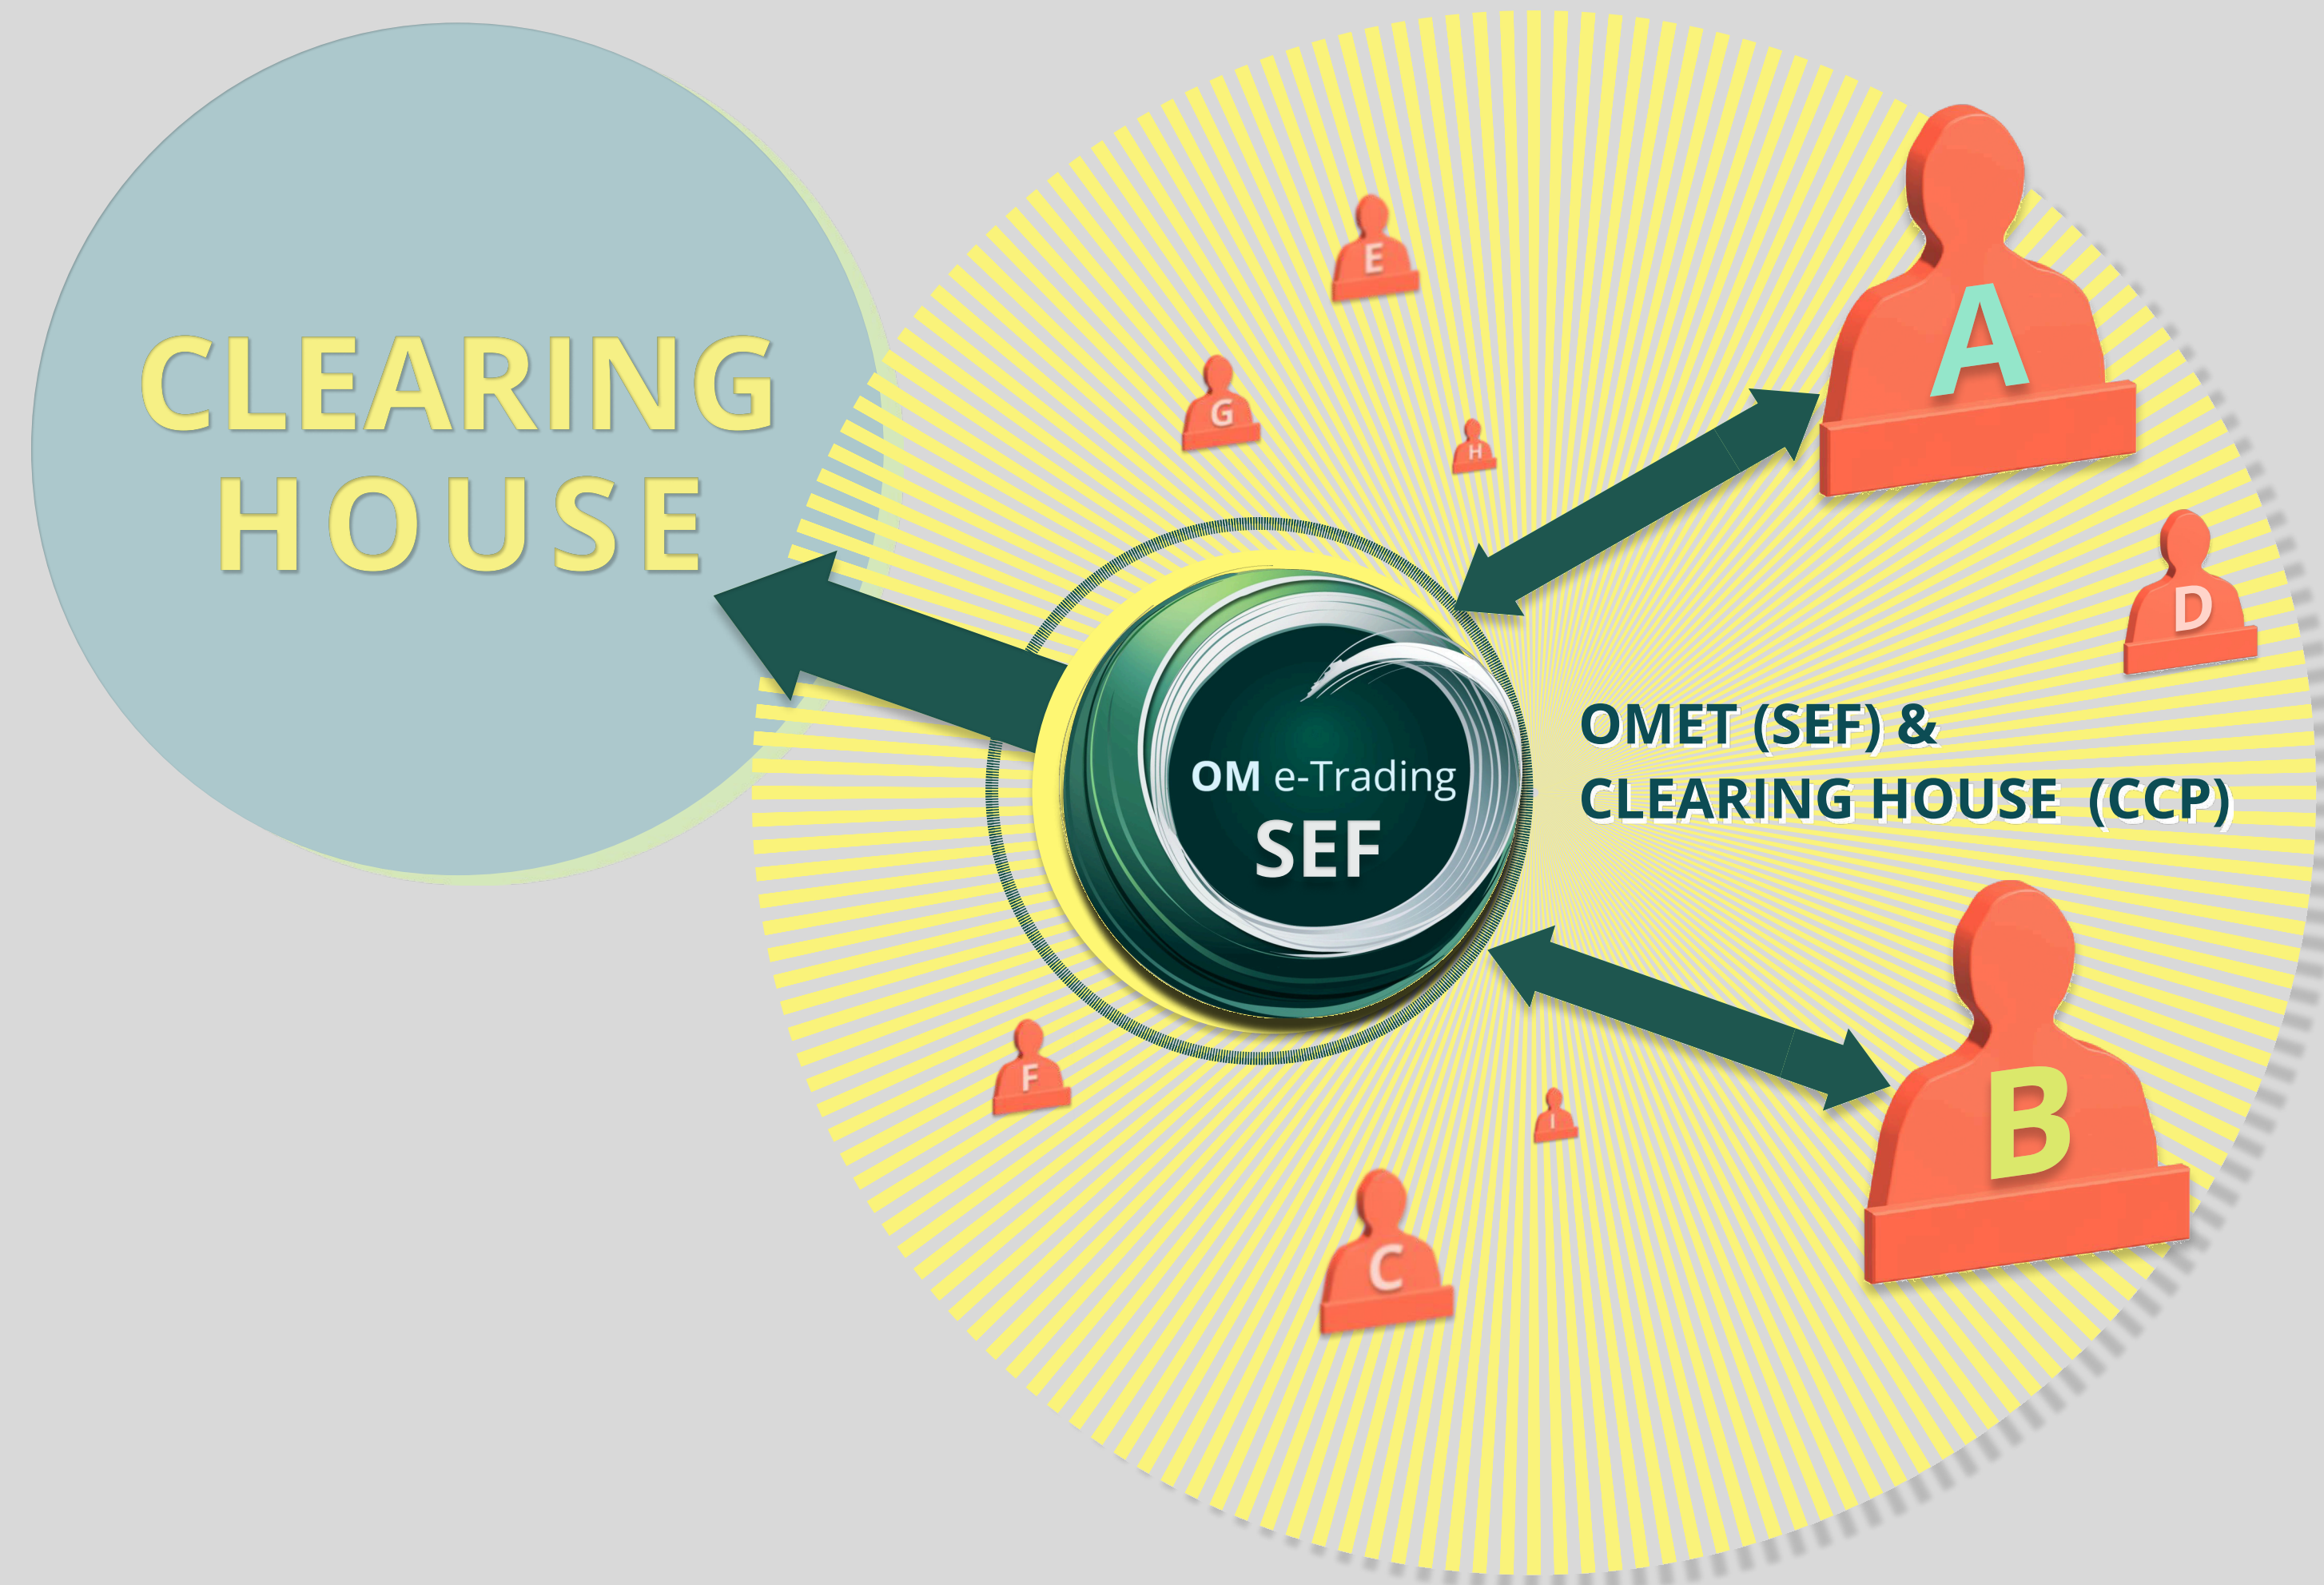 CLEARING
HOUSE
E
G
H
A
D
OM e-Trading
SEF
OMET (SEF) &
CLEARING HOUSE (CCP)
F
I
B
C